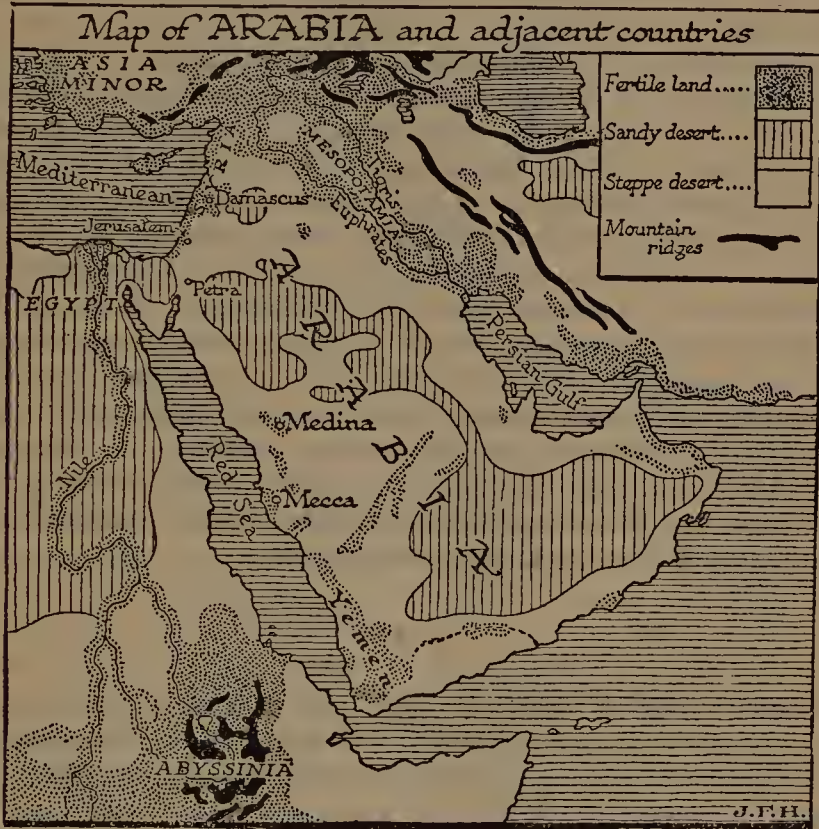 Map of ARABIA and adjacent countries
ASIA
MINOR
Fertile land.....
Sandy desert....
Steppe desert....
Mountain
ridges
Mediterranean
SYRIA
MESOPOTAMIA
Tigris
Euphrates
Damascus
Jerusalem
Petra
EGYPT
ARABIA
Persian Gulf
Medina
Red Sea
Mecca
Nile
Yemen
ABYSSINIA
J.F.H.